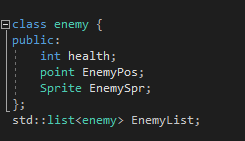 class enemy {
public:
    int health;
    point EnemyPos;
    Sprite EnemySpr;
};
std::list<enemy> EnemyList;